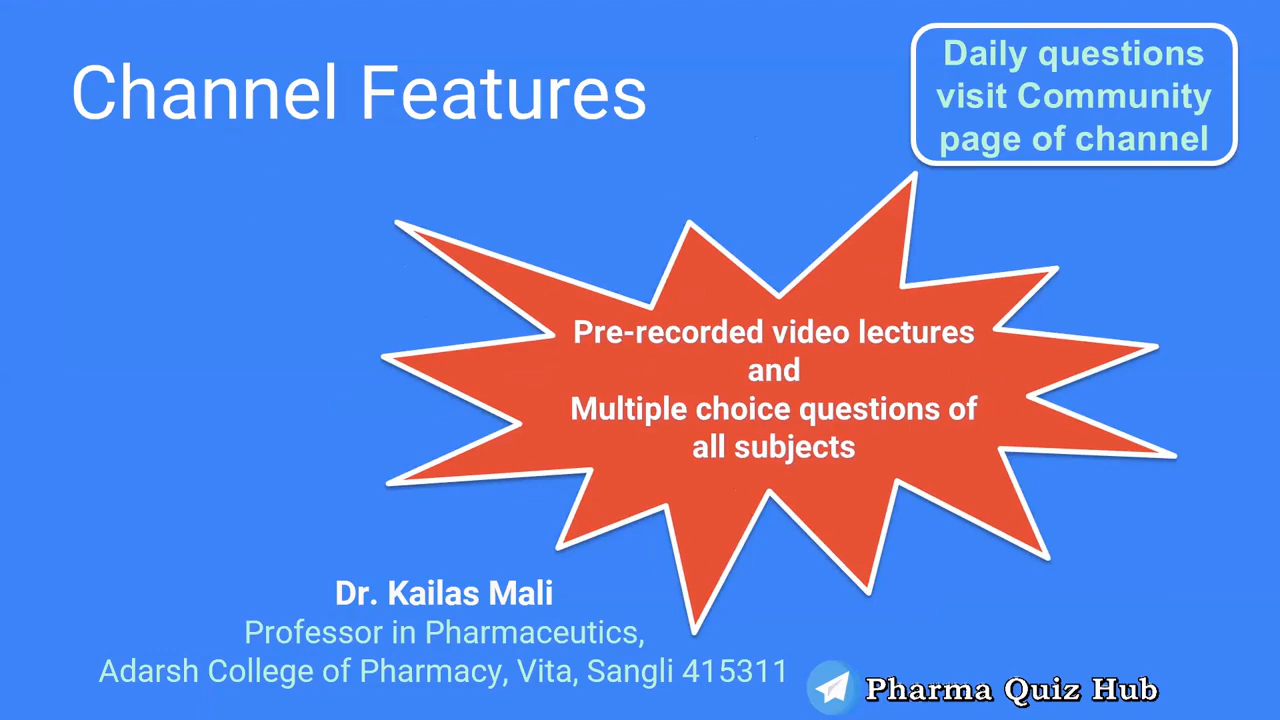 Channel Features
Daily questions
visit Community
page of channel
Pre-recorded video lectures
and
Multiple choice questions of
all subjects
Dr. Kailas Mali
Professor in Pharmaceutics,
Adarsh College of Pharmacy, Vita, Sangli 415311
Pharma Quiz Hub